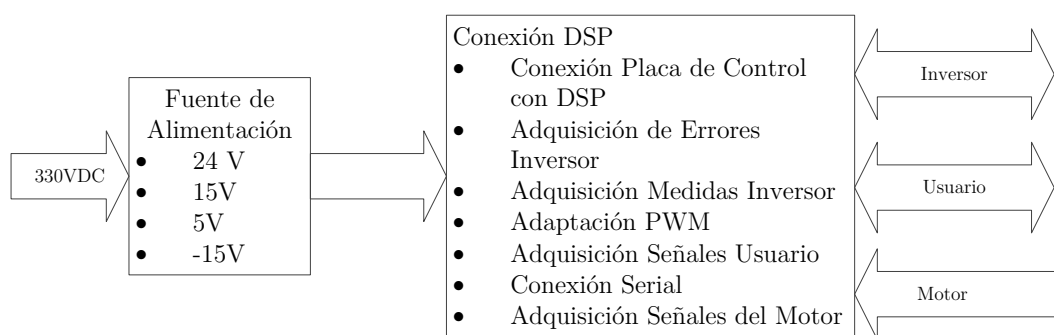 330VDC
Fuente de
Alimentación
• 24 V
• 15V
• 5V
• -15V
Conexión DSP
• Conexión Placa de Control
con DSP
• Adquisición de Errores
Inversor
• Adquisición Medidas Inversor
• Adaptación PWM
• Adquisición Señales Usuario
• Conexión Serial
• Adquisición Señales del Motor
Inversor
Usuario
Motor